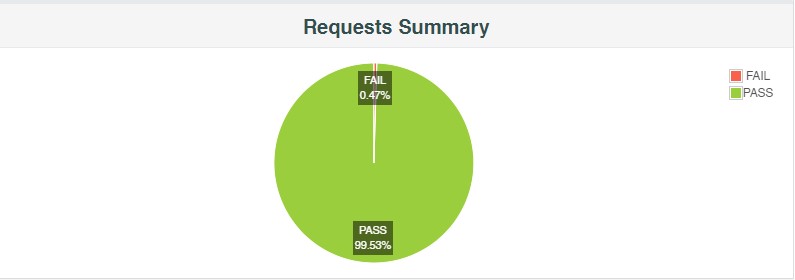 Requests Summary
FAIL
0.47%
FAIL
PASS
PASS
99.53%